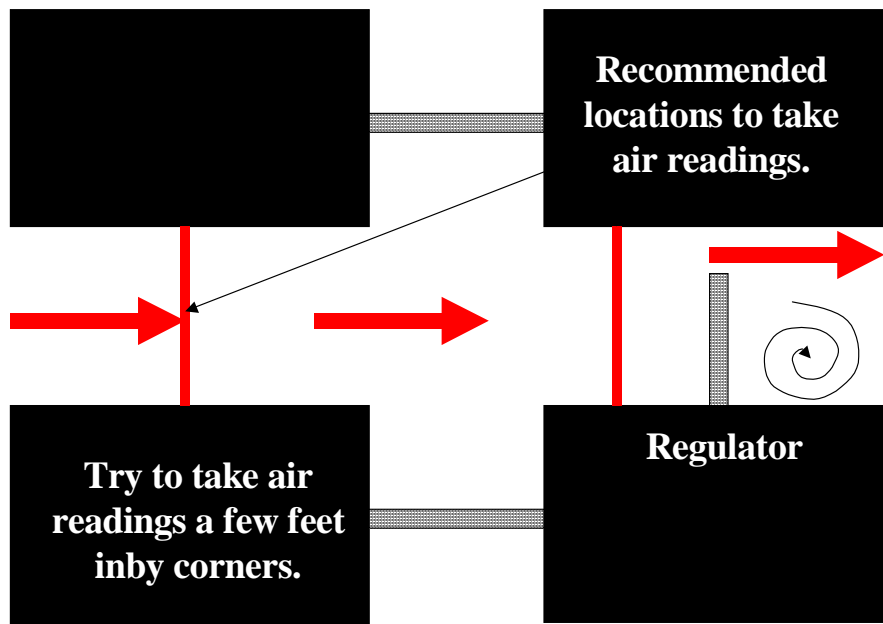 Recommended
locations to take
air readings.
Try to take air
readings a few feet
inby corners.
Regulator